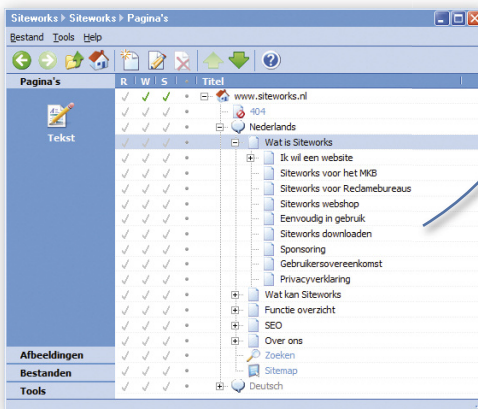 Siteworks › Siteworks › Pagina's
Bestand Tools Help
Pagina's R W S Titel
Tekst
www.siteworks.nl
404
Nederlands
Wat is Siteworks
Ik wil een website
Siteworks voor het MKB
Siteworks voor Reclamebureaus
Siteworks webshop
Eenvoudig in gebruik
Siteworks downloaden
Sponsoring
Gebruikersovereenkomst
Privacyverklaring
Wat kan Siteworks
Functie overzicht
SEO
Over ons
Zoeken
Sitemap
Deutsch
Afbeeldingen
Bestanden
Tools